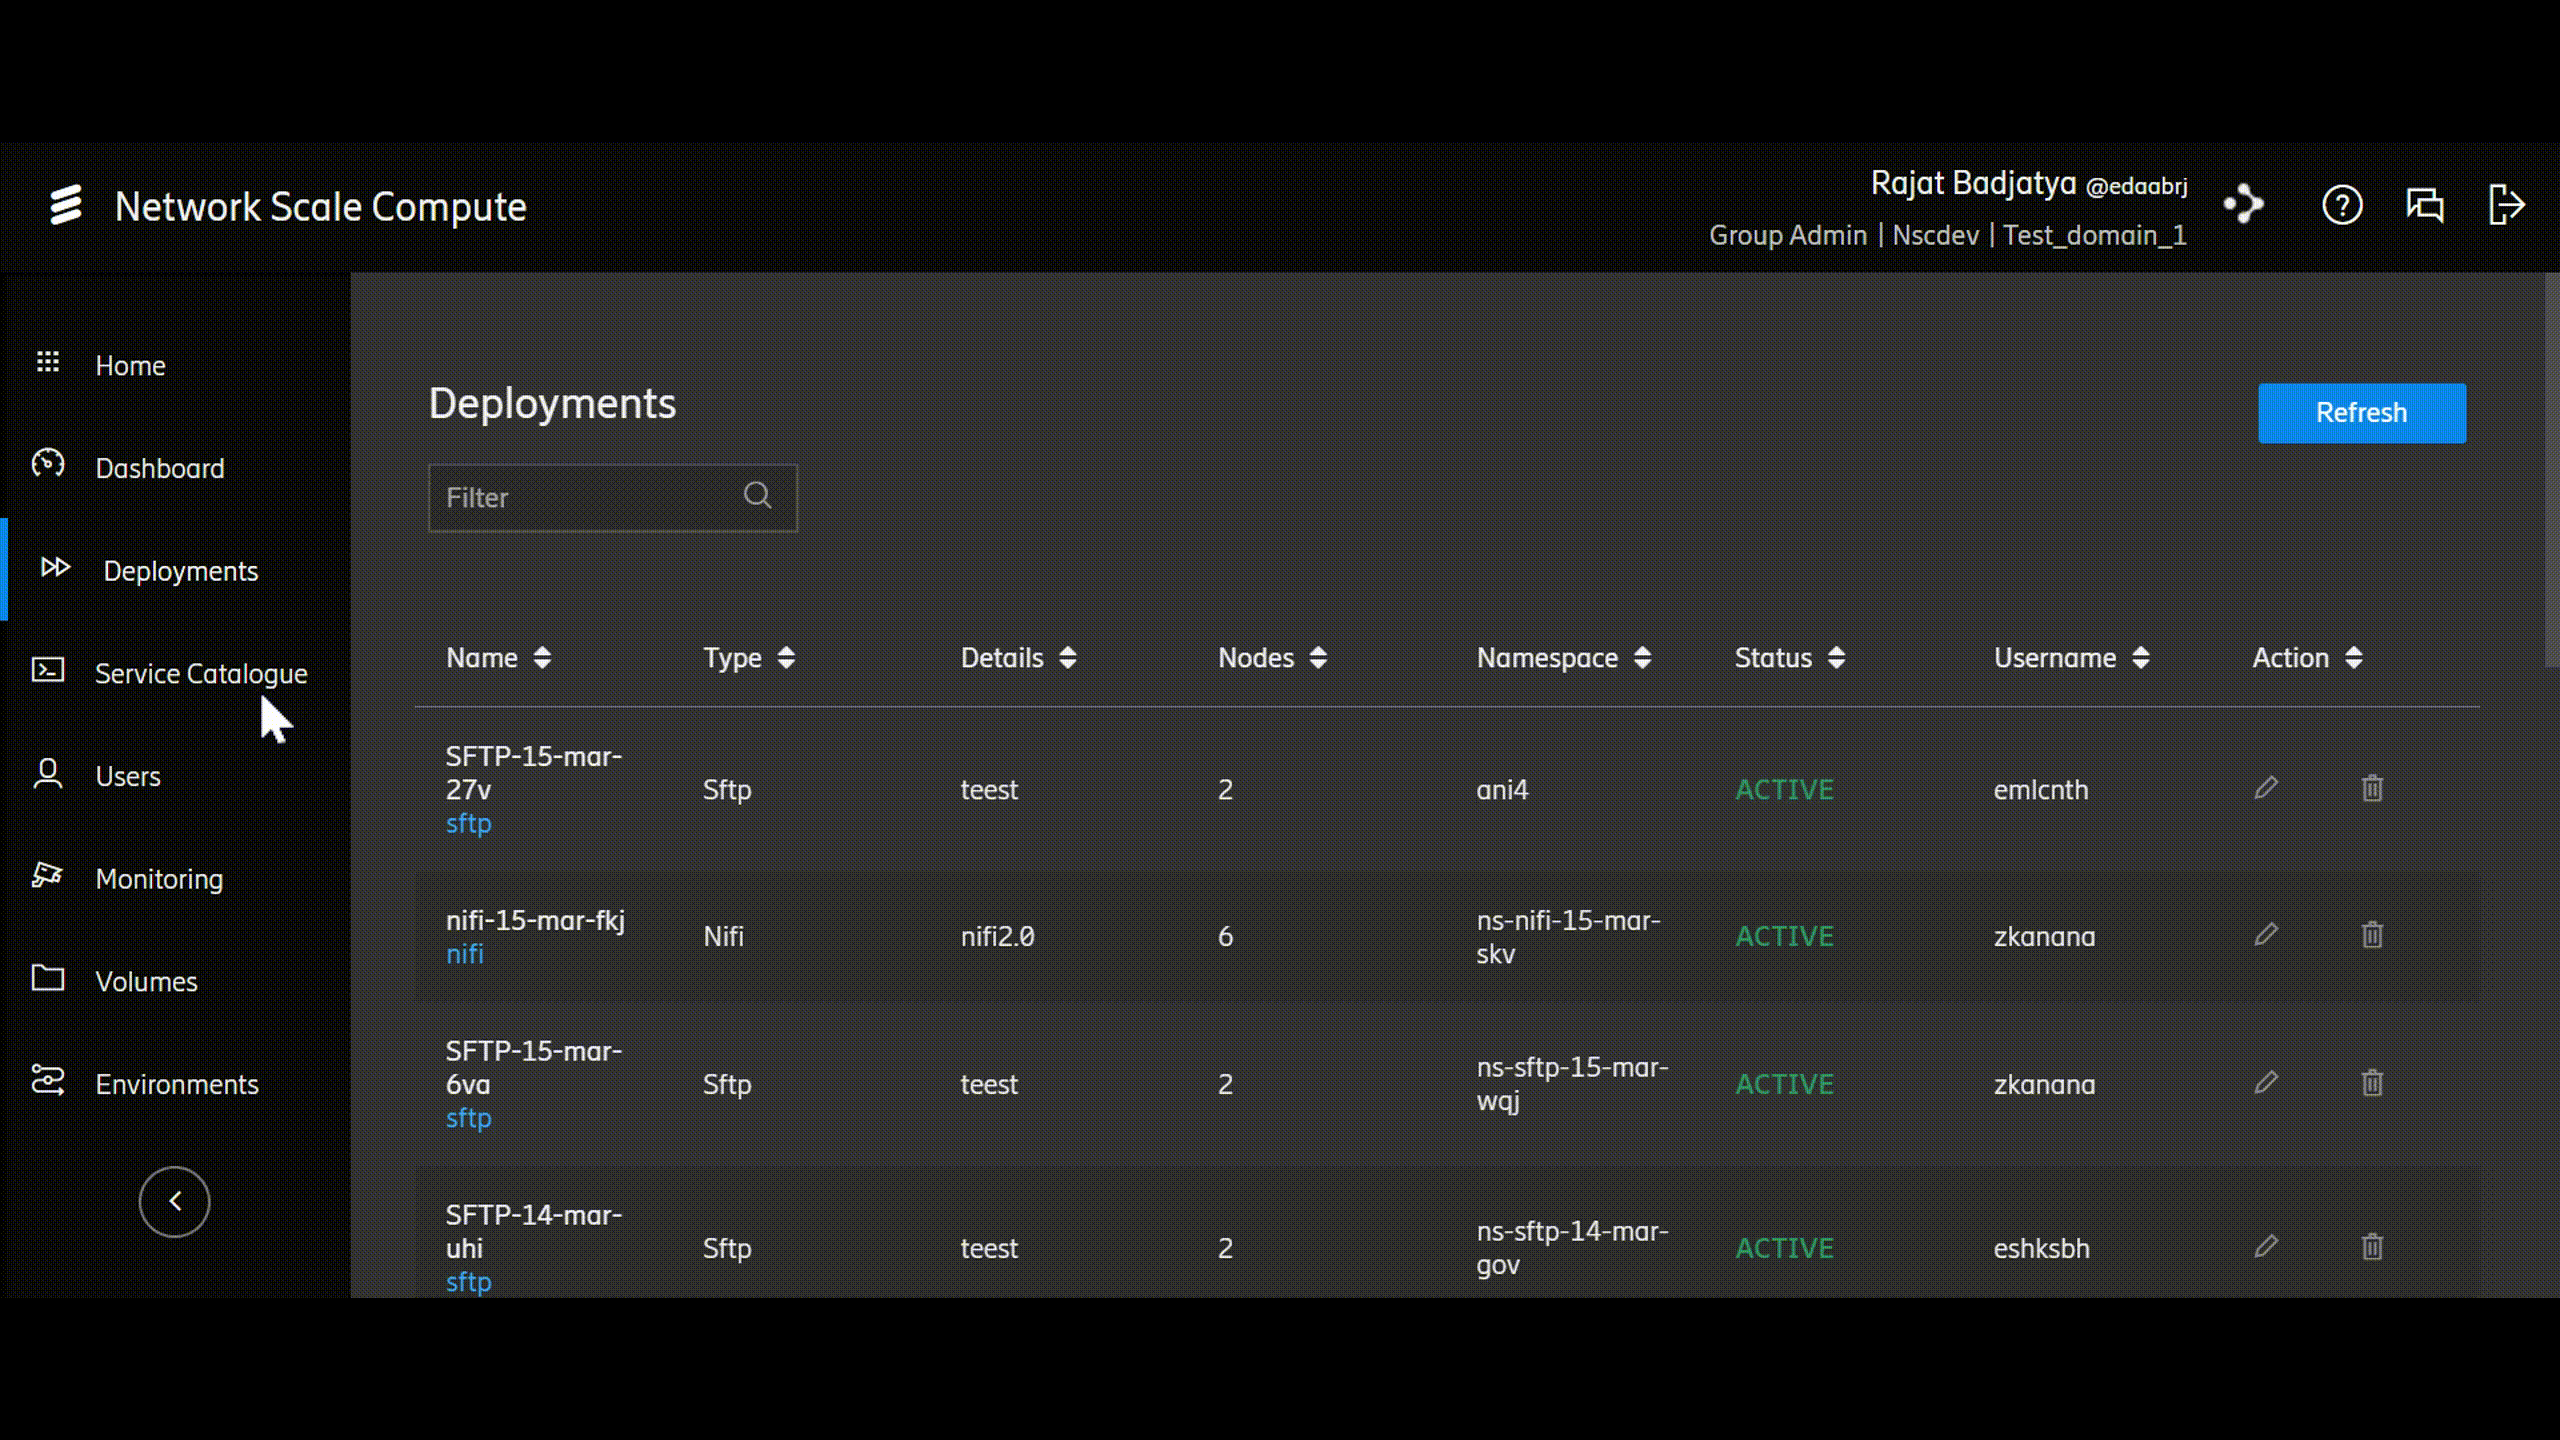 Network Scale Compute
Rajat Badjatya @edaabrj
Group Admin | Nscdev | Test_domain_1
Home
Dashboard
Deployments
Service Catalogue
Users
Monitoring
Volumes
Environments
Deployments
Refresh
Filter
Name Type Details Nodes Namespace Status Username Action
SFTP-15-mar-
27v
sftp
Sftp teest 2 ani4 ACTIVE emlcnth
nifi-15-mar-fkj
nifi
Nifi nifi2.0 6 ns-nifi-15-mar-
skv
ACTIVE zkanana
SFTP-15-mar-
6va
sftp
Sftp teest 2 ns-sftp-15-mar-
wqj
ACTIVE zkanana
SFTP-14-mar-
uhi
sftp
Sftp teest 2 ns-sftp-14-mar-
gov
ACTIVE eshksbh